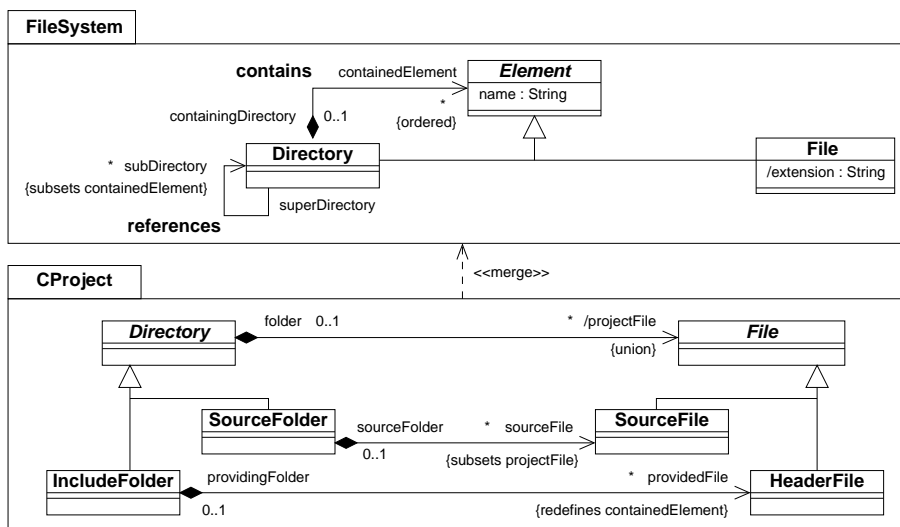 FileSystem
contains
containedElement
Element
name : String
*
{ordered}
containingDirectory
0..1
Directory
File
/extension : String
* subDirectory
{subsets containedElement}
superDirectory
references
<<merge>>
CProject
Directory
folder 0..1
* /projectFile
{union}
File
SourceFolder
sourceFolder
0..1
* sourceFile
{subsets projectFile}
SourceFile
IncludeFolder
providingFolder
0..1
* providedFile
{redefines containedElement}
HeaderFile